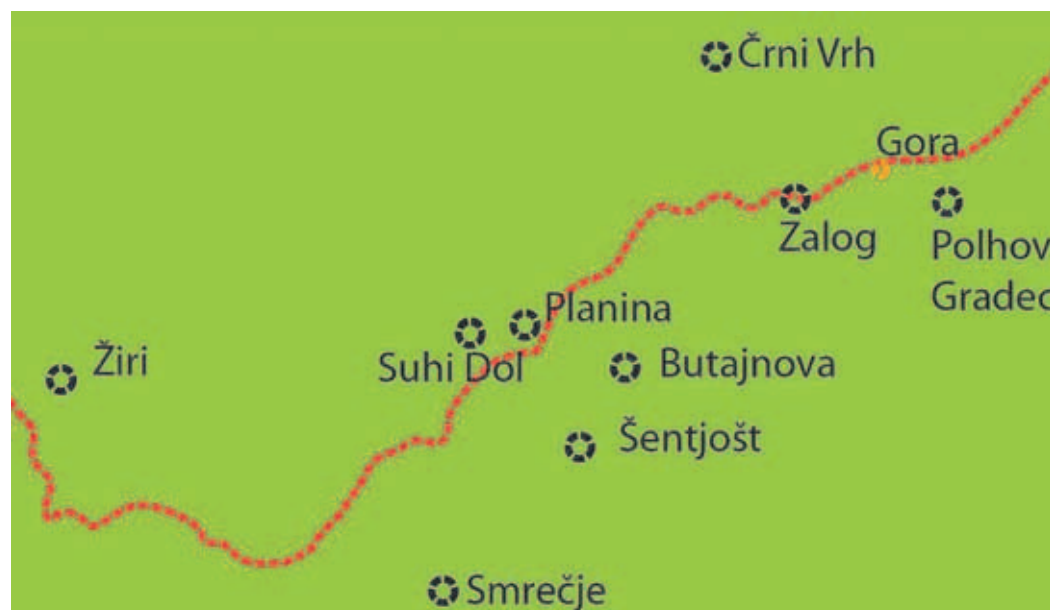 Črni Vrh
Gora
Zalog
Polhov
Gradec
Planina
Suhi Dol
Žiri
Butajnova
Šentjošt
Smrečje